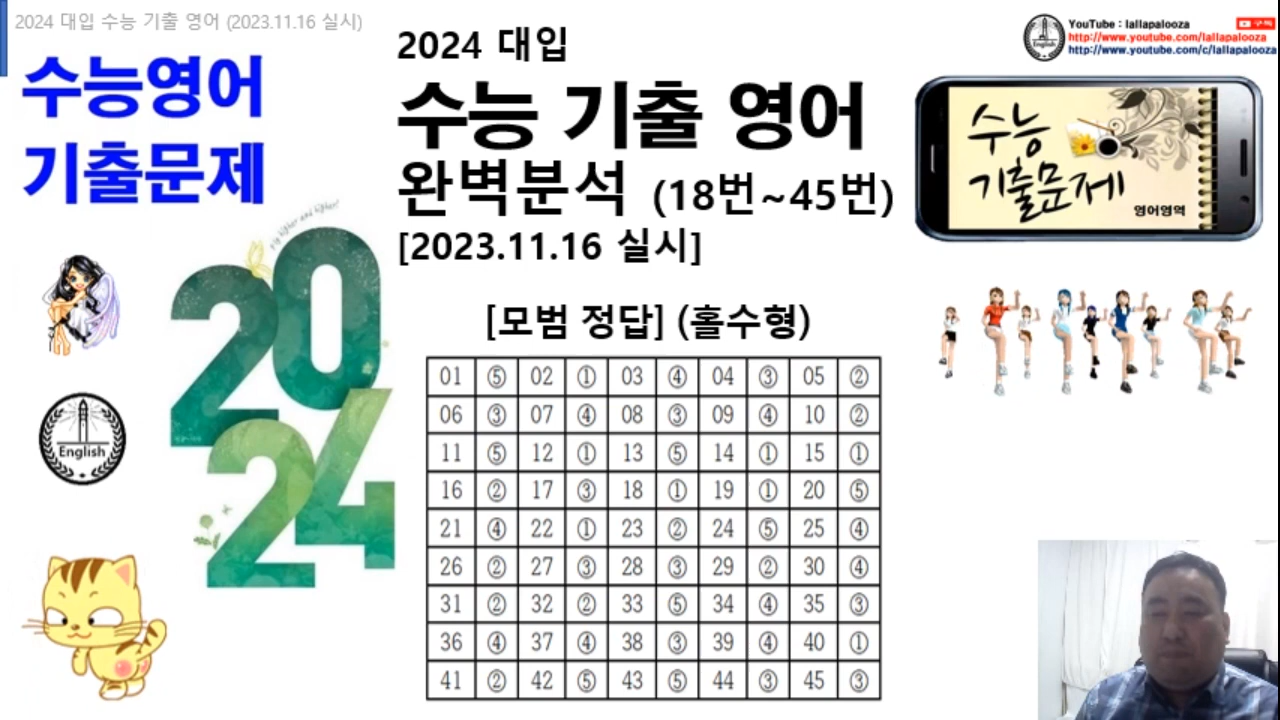 2024 대입 수능 기출 영어 (2023.11.16 실시)
수능영어
기출문제
2024 대입
수능 기출 영어
완벽분석 (18번~45번)
[2023.11.16 실시]
YouTube : lallapalooza
구독
http://www.youtube.com/lallapalooza
http://www.youtube.com/c/lallapalooza
English
수능
기출문제
영어영역
fly higher and higher!
2024
English
[모범 정답] (홀수형)
01 ⑤ 02 ① 03 ④ 04 ③ 05 ②
06 ③ 07 ④ 08 ③ 09 ④ 10 ②
11 ⑤ 12 ① 13 ⑤ 14 ① 15 ①
16 ② 17 ③ 18 ① 19 ① 20 ⑤
21 ④ 22 ① 23 ② 24 ⑤ 25 ④
26 ② 27 ③ 28 ③ 29 ② 30 ④
31 ② 32 ② 33 ⑤ 34 ④ 35 ③
36 ④ 37 ④ 38 ③ 39 ④ 40 ①
41 ② 42 ⑤ 43 ⑤ 44 ③ 45 ③